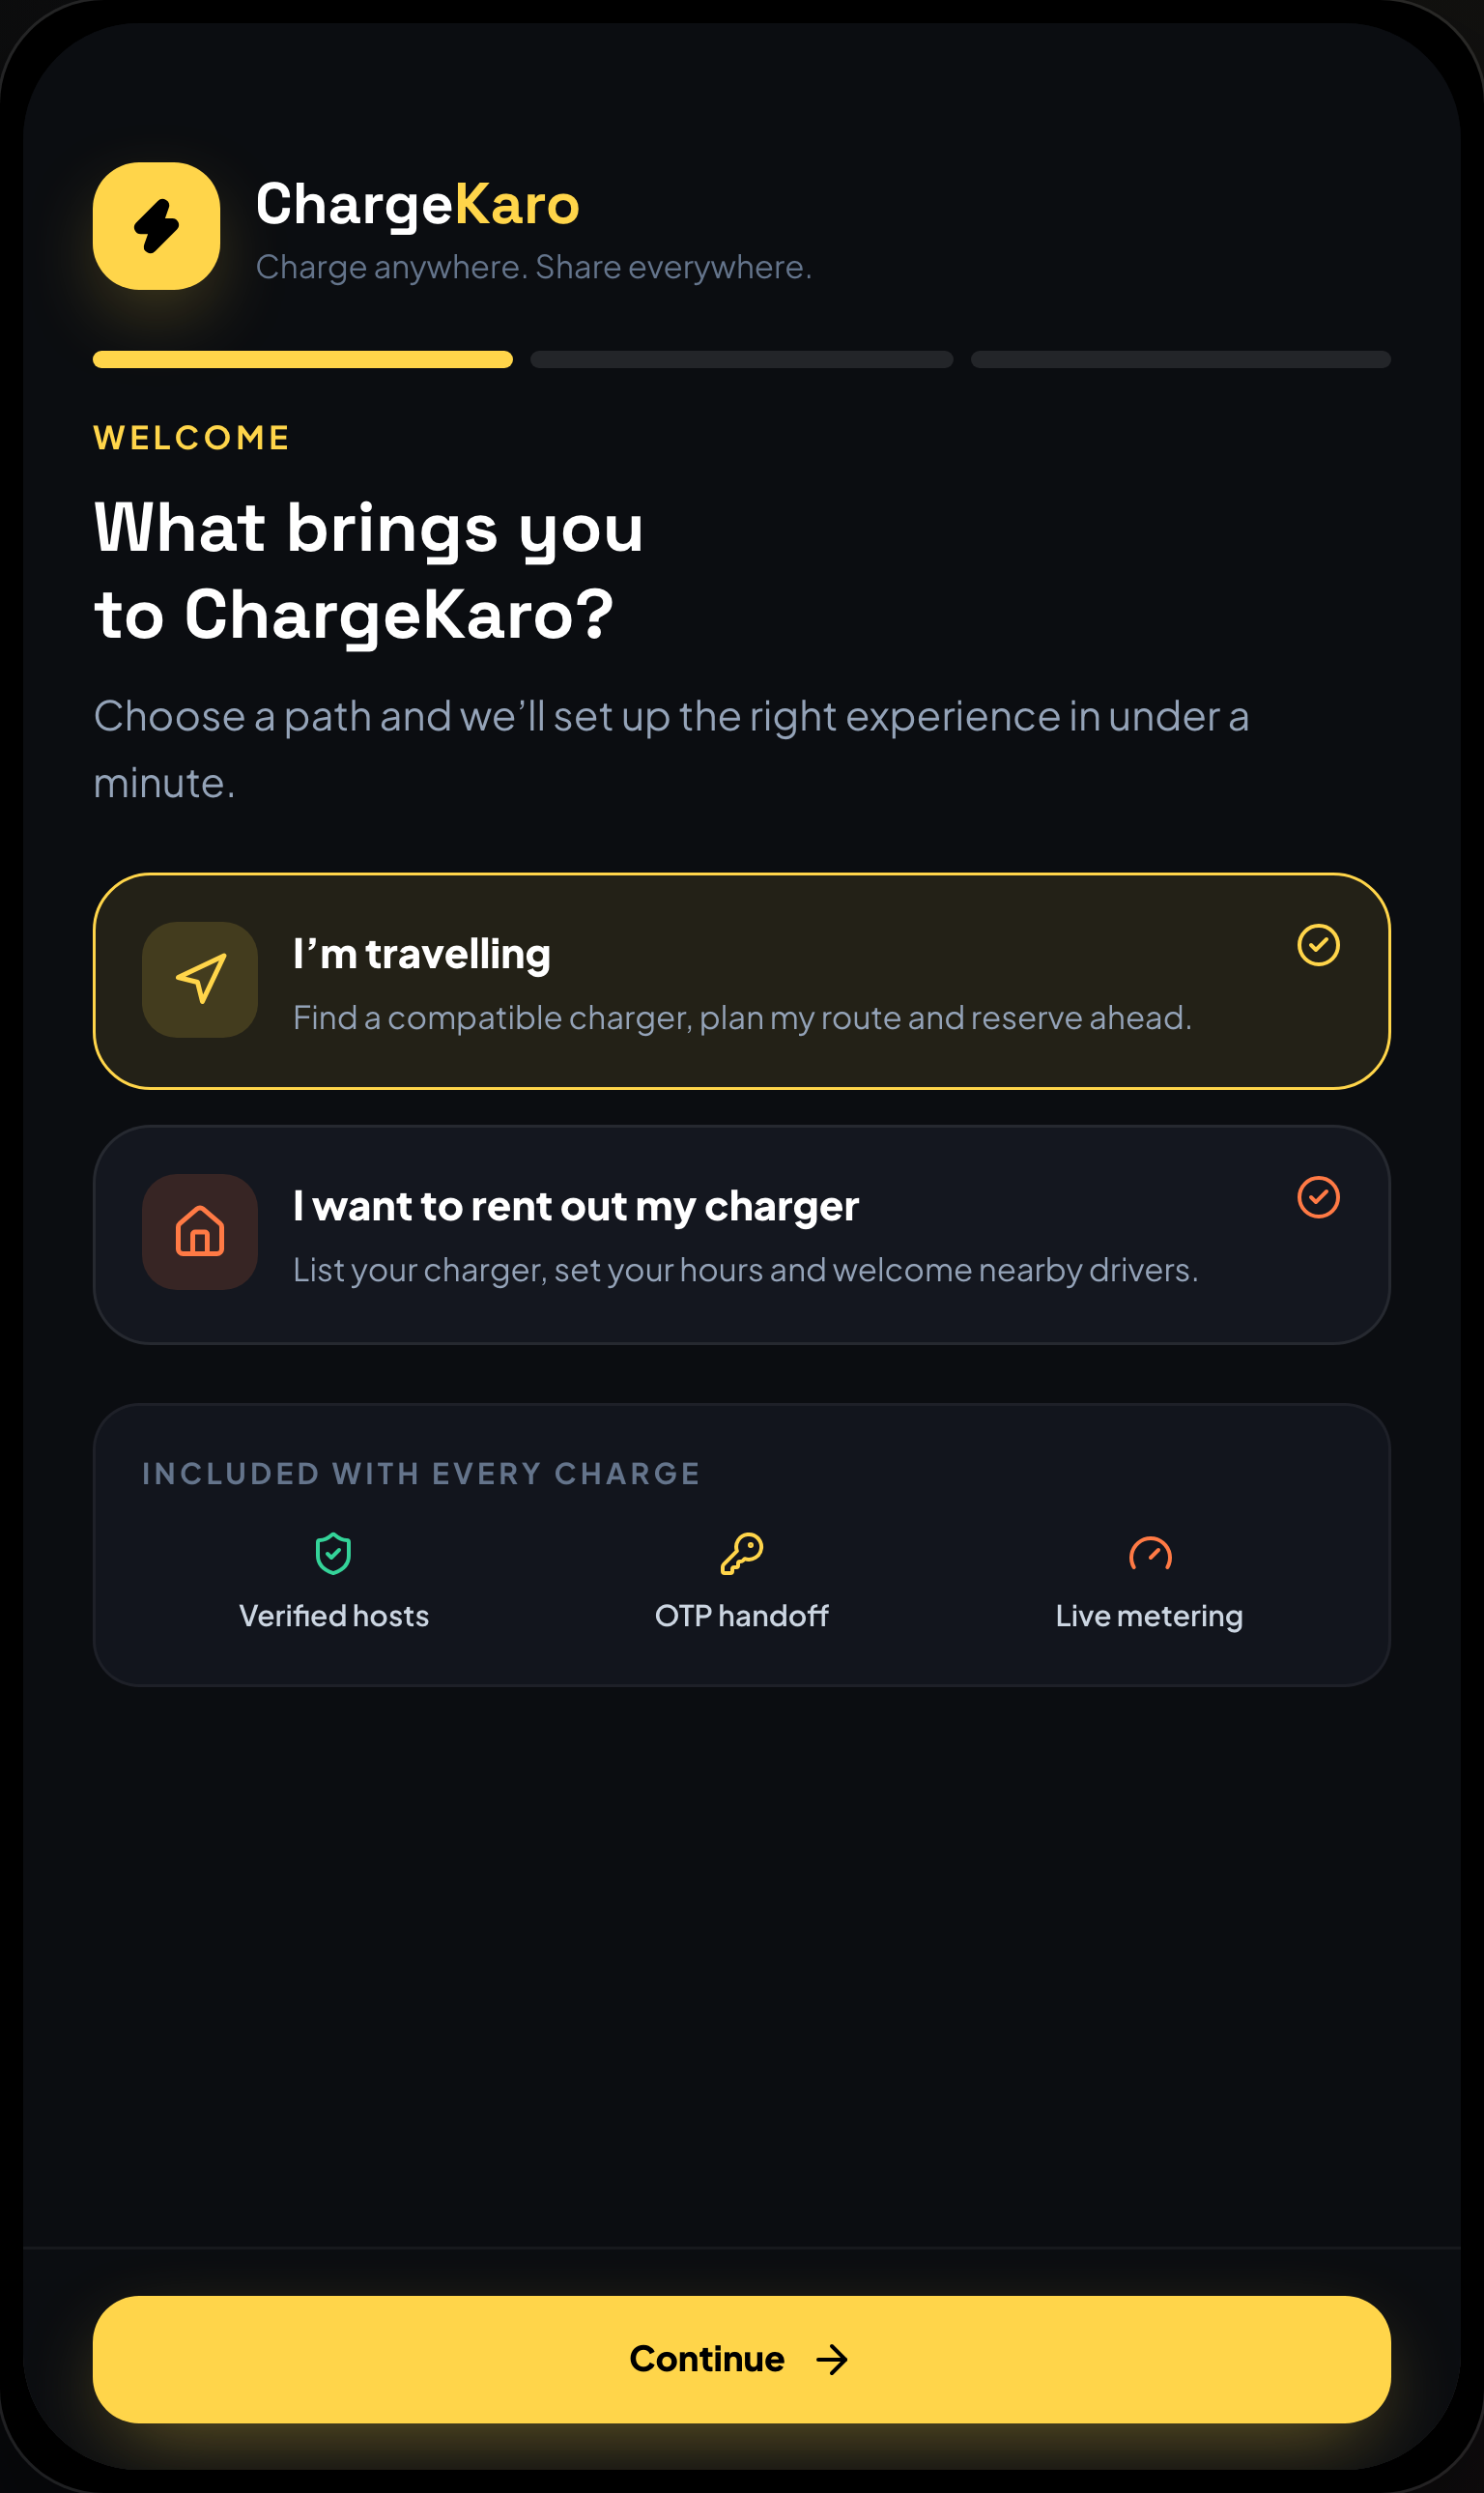 ChargeKaro
Charge anywhere. Share everywhere.
WELCOME
What brings you
to ChargeKaro?
Choose a path and we’ll set up the right experience in under a
minute.
I’m travelling
Find a compatible charger, plan my route and reserve ahead.
I want to rent out my charger
List your charger, set your hours and welcome nearby drivers.
INCLUDED WITH EVERY CHARGE
Verified hosts
OTP handoff
Live metering
Continue